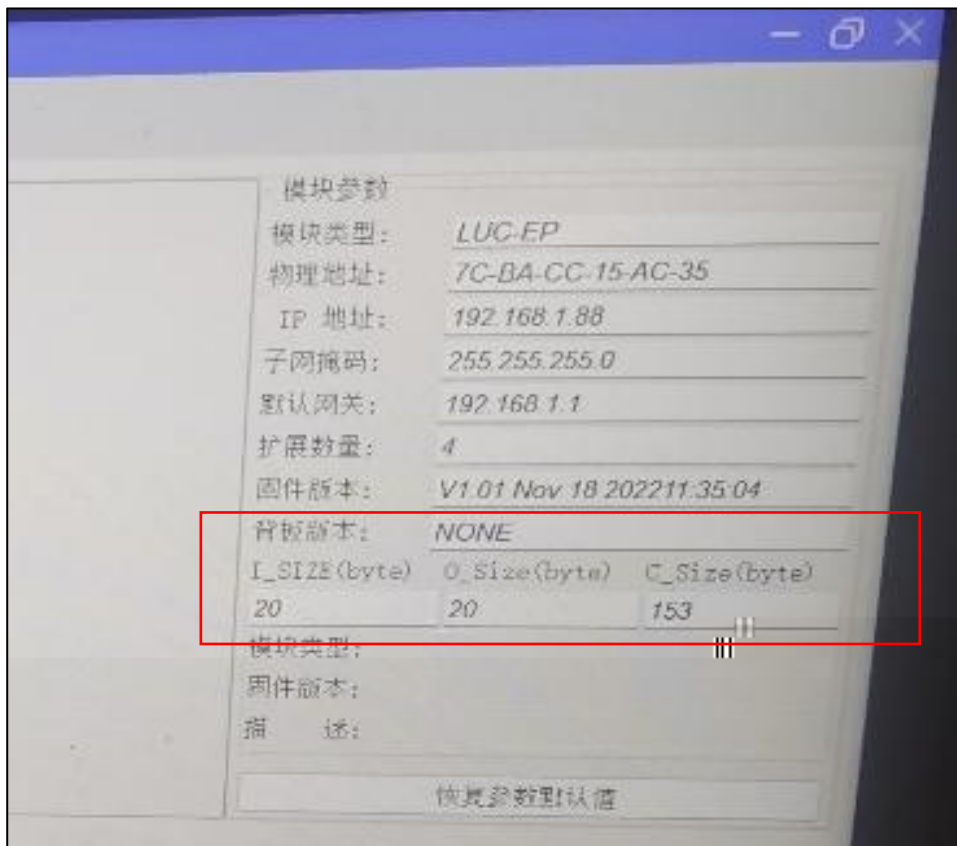 模块参数
模块类型: LUC-EP
物理地址: 7C-BA-CC-15-AC-35
IP 地址: 192.168.1.88
子网掩码: 255.255.255.0
默认网关: 192.168.1.1
扩展数量: 4
固件版本: V1.01 Nov 18 202211:35:04
背板版本: NONE
I_SIZE(byte) O_Size(byte) C_Size(byte)
20 20 153
模块类型:
固件版本:
描 述:
恢复参数默认值